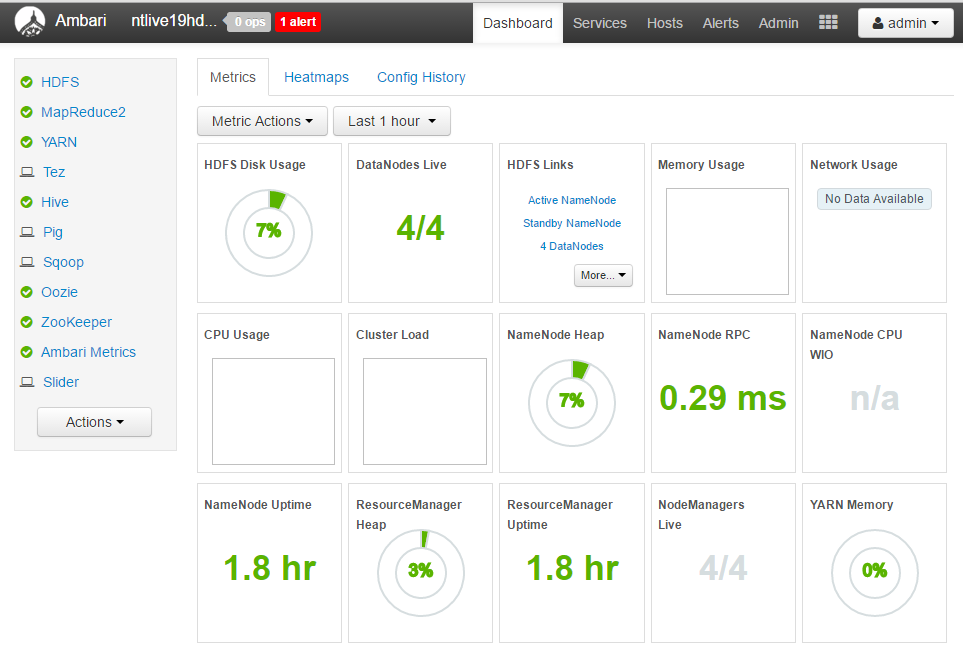 Ambari ntlive19hd... 0 ops 1 alert Dashboard Services Hosts Alerts Admin admin
HDFS
MapReduce2
YARN
Tez
Hive
Pig
Sqoop
Oozie
ZooKeeper
Ambari Metrics
Slider
Actions
Metrics Heatmaps Config History
Metric Actions Last 1 hour
HDFS Disk Usage
7%
DataNodes Live
4/4
HDFS Links
Active NameNode
Standby NameNode
4 DataNodes
More...
Memory Usage
Network Usage
No Data Available
CPU Usage
Cluster Load
NameNode Heap
7%
NameNode RPC
0.29 ms
NameNode CPU
WIO
n/a
NameNode Uptime
1.8 hr
ResourceManager
Heap
3%
ResourceManager
Uptime
1.8 hr
NodeManagers
Live
4/4
YARN Memory
0%